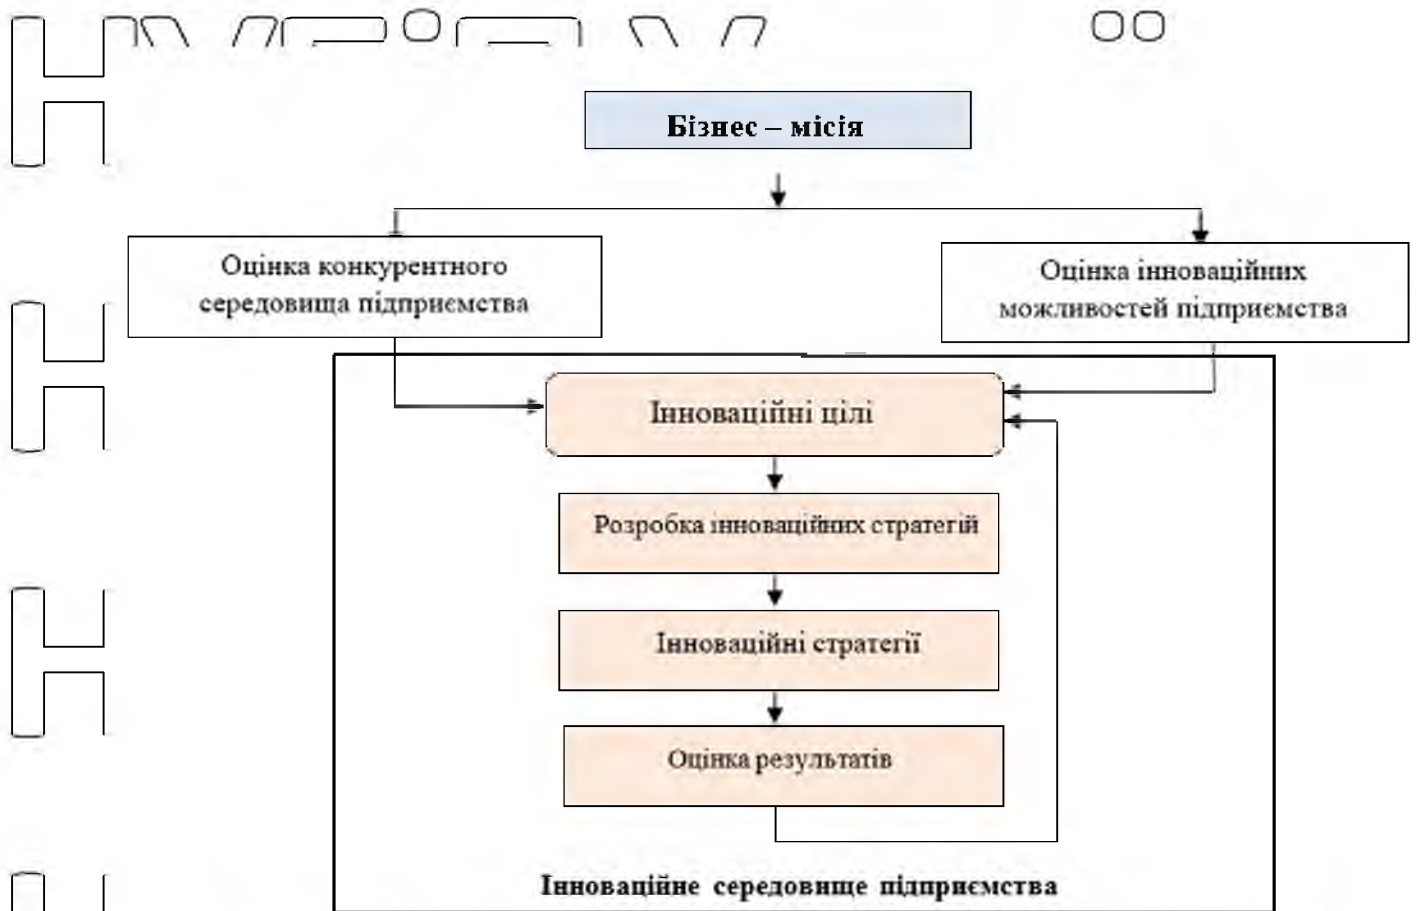 Бізнес – місія
Оцінка конкурентного
середовища підприємства
Оцінка інноваційних
можливостей підприємства
Інноваційні цілі
Розробка інноваційних стратегій
Інноваційні стратегії
Оцінка результатів
Інноваційне середовище підприємства